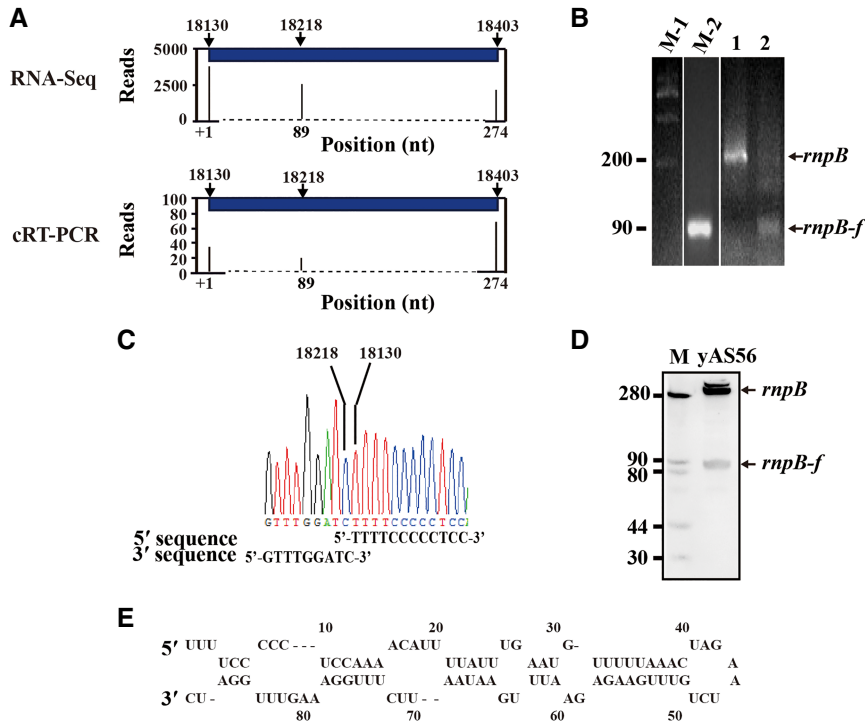 A
18130 18218 18403
RNA-Seq
Reads
5000
2500
0
+1 89 274
Position (nt)
18130 18218 18403
cRT-PCR
Reads
100
80
60
40
20
0
+1 89 274
Position (nt)
B
M-1 M-2 1 2
200
90
rnpB
rnpB-f
C
18218 18130
GTTTGGATCTTTTCCCCCTCCA
5′ sequence 5′-TTTTCCCCCTCC-3′
3′ sequence 5′-GTTTGGATC-3′
D
M yAS56
280
90
80
44
30
rnpB
rnpB-f
E
10 20 30 40
5′ UUU CCC--- ACAUU UG G- UAG
UCC UCCAAA UUAUU AAU UUUUUAAAC A
AGG AGGUUU AAUAA UUA AGAAGUUUG A
3′ CU- UUUGAA CUU-- GU AG UCU
80 70 60 50